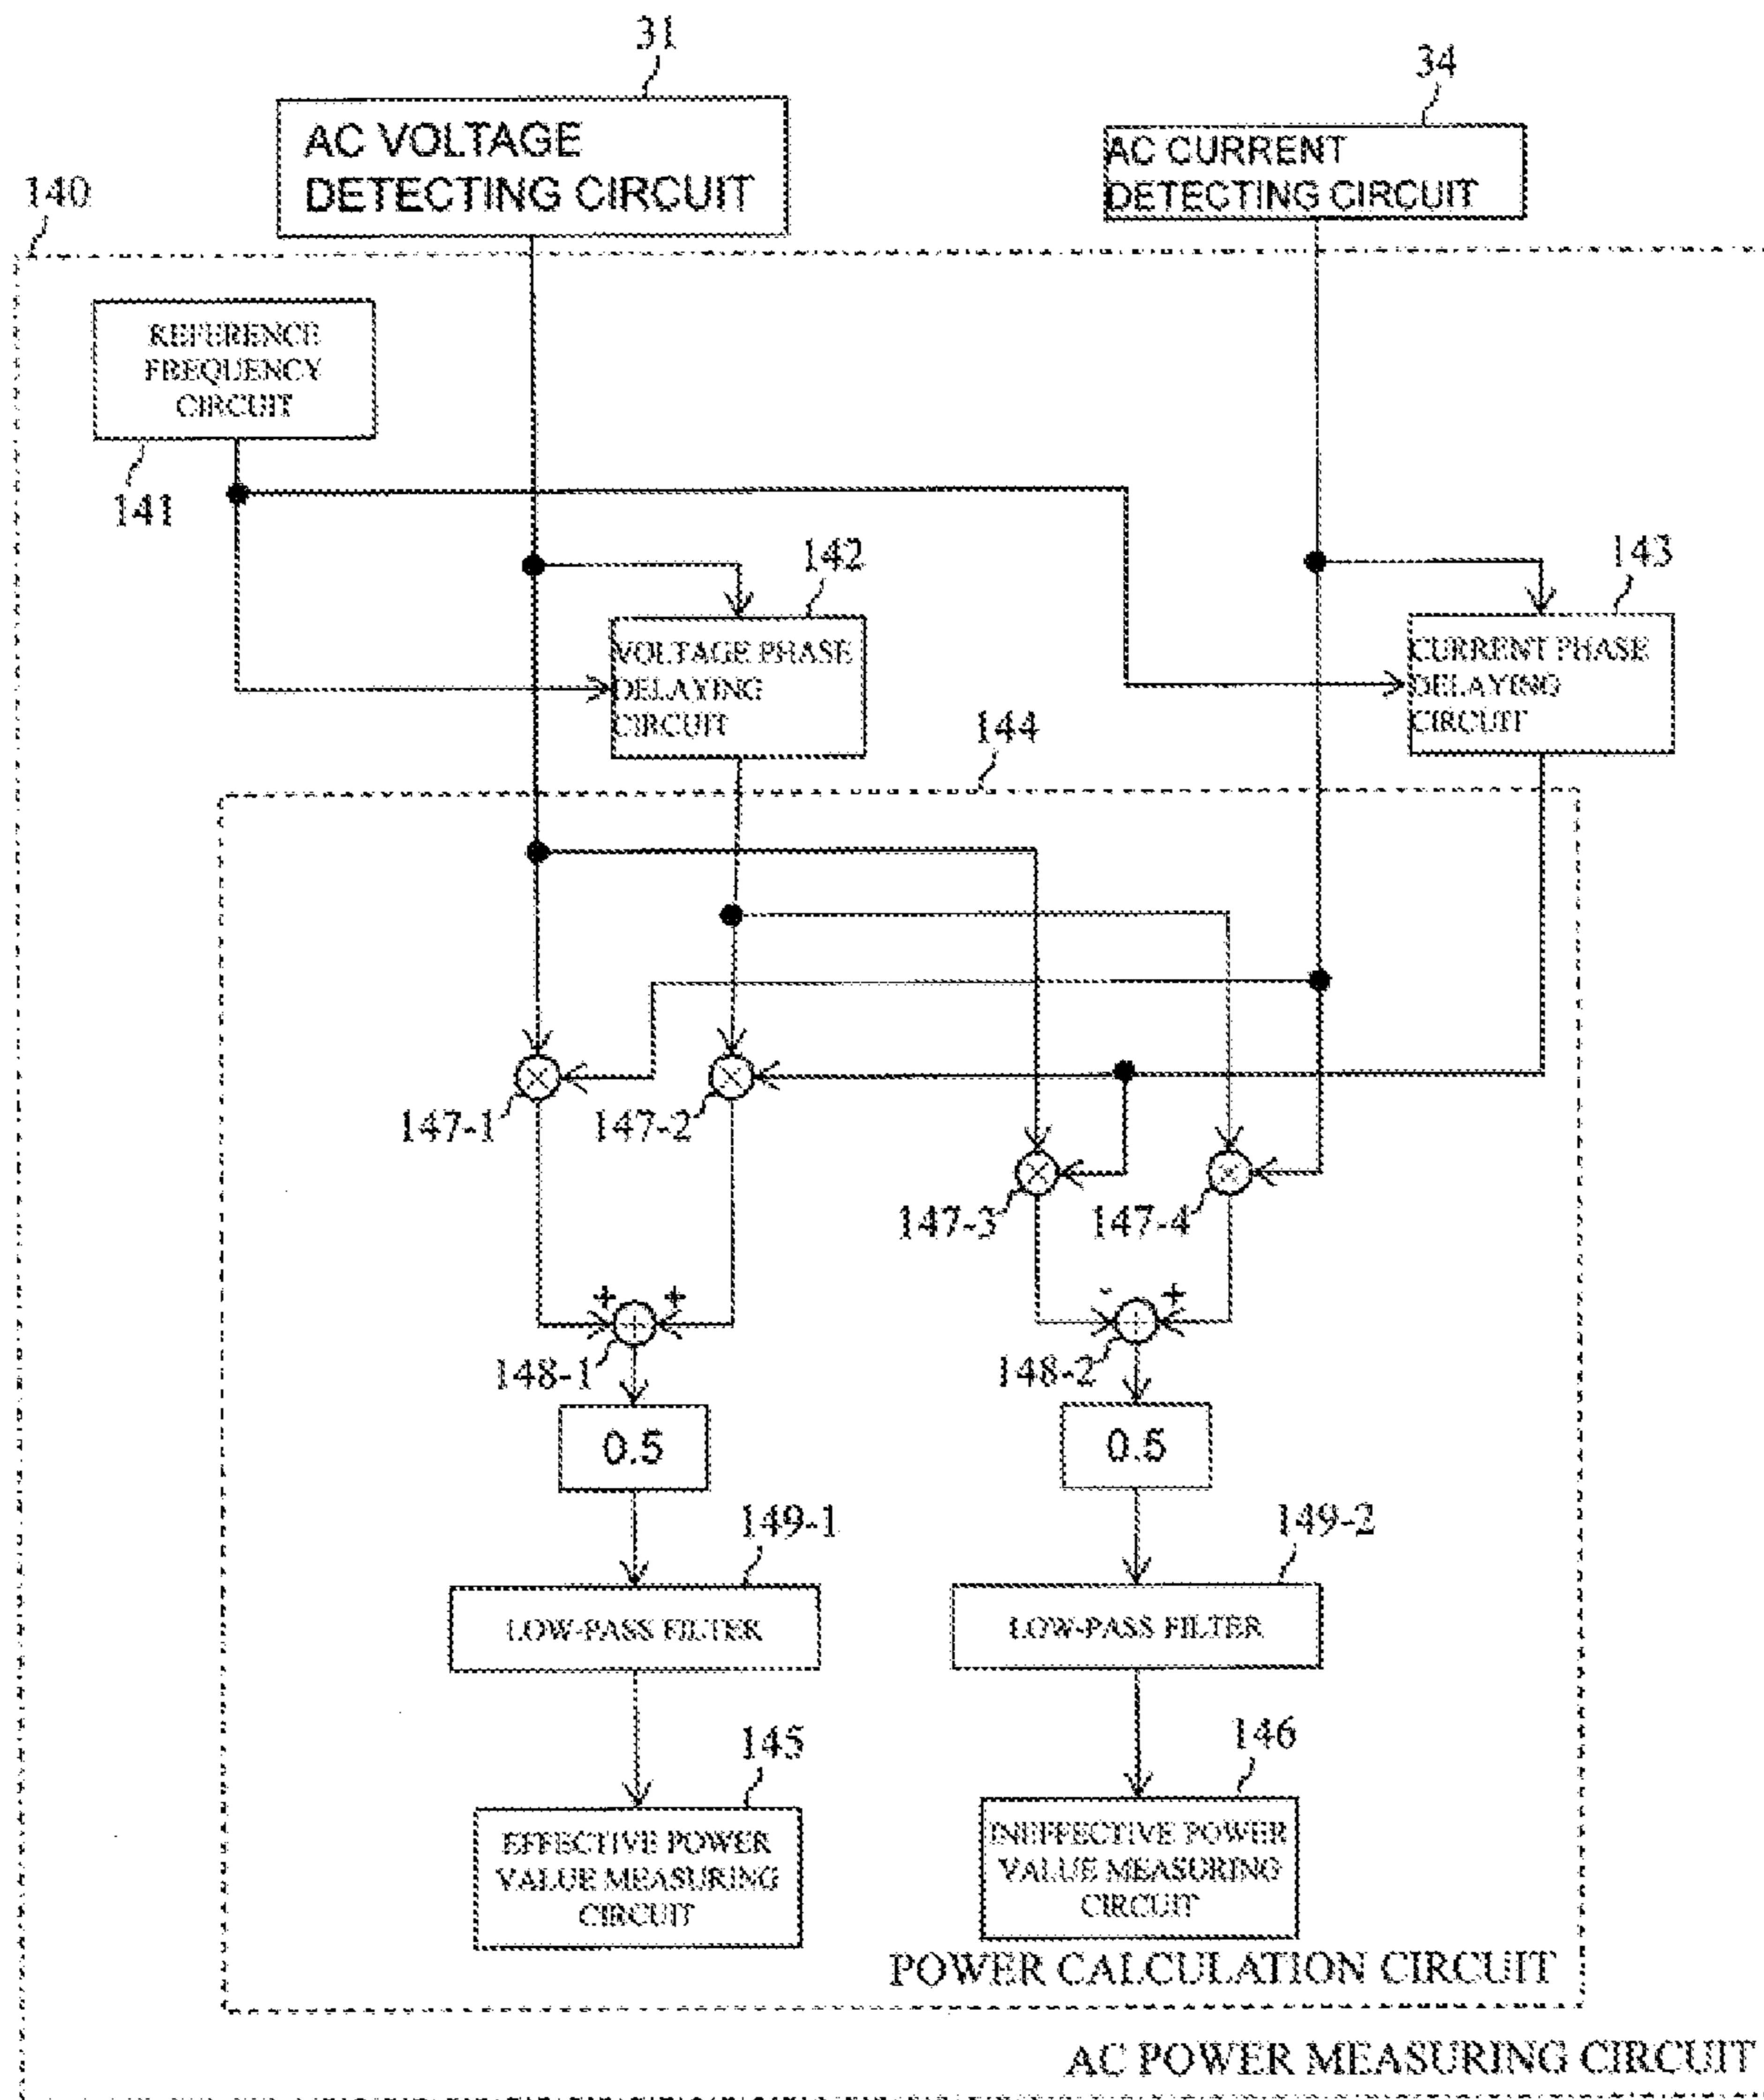 31
AC VOLTAGE
DETECTING CIRCUIT
34
AC CURRENT
DETECTING CIRCUIT
140
REFERENCE
FREQUENCY
CIRCUIT
141
142
VOLTAGE PHASE
DELAYING
CIRCUIT
143
CURRENT PHASE
DELAYING
CIRCUIT
144
147-1
147-2
147-3
147-4
+
+
148-1
-
+
148-2
0.5
0.5
149-1
LOW-PASS FILTER
149-2
LOW-PASS FILTER
145
EFFECTIVE POWER
VALUE MEASURING
CIRCUIT
146
INEFFECTIVE POWER
VALUE MEASURING
CIRCUIT
POWER CALCULATION CIRCUIT
AC POWER MEASURING CIRCUIT